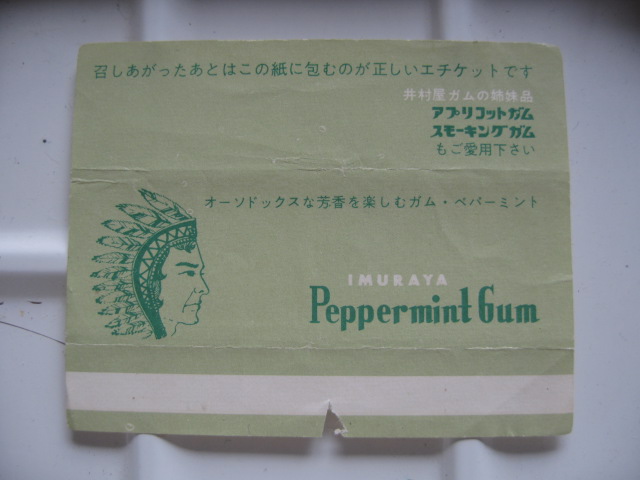 召しあがったあとはこの紙に包むのが正しいエチケットです
井村屋ガムの姉妹品
アプリコットガム
スモーキングガム
もご愛用下さい
オーソドックスな芳香を楽しむガム・ペパーミント
IMURAYA
Peppermint Gum